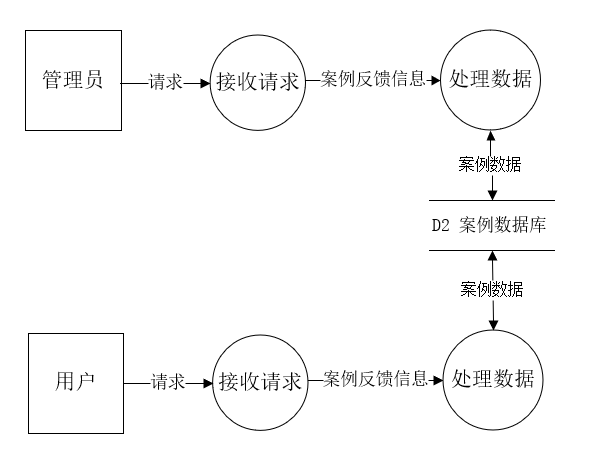 管理员
请求
接收请求
案例反馈信息
处理数据
案例数据
D2 案例数据库
案例数据
用户
请求
接收请求
案例反馈信息
处理数据